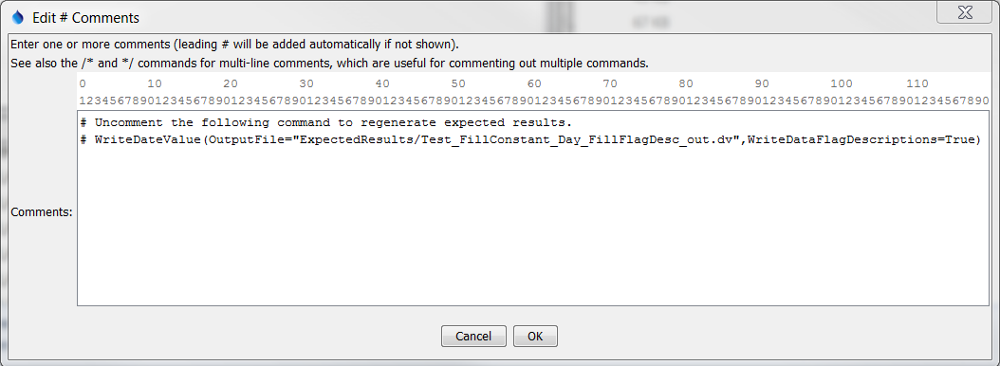 Edit # Comments
Enter one or more comments (leading # will be added automatically if not shown).
See also the /* and */ commands for multi-line comments, which are useful for commenting out multiple commands.
0 10 20 30 40 50 60 70 80 90 100 110
123456789012345678901234567890123456789012345678901234567890123456789012345678901234567890123456789012345678901234567890
# Uncomment the following command to regenerate expected results.
# WriteDateValue(OutputFile="ExpectedResults/Test_FillConstant_Day_FillFlagDesc_out.dv",WriteDataFlagDescriptions=True)
Comments:
Cancel OK